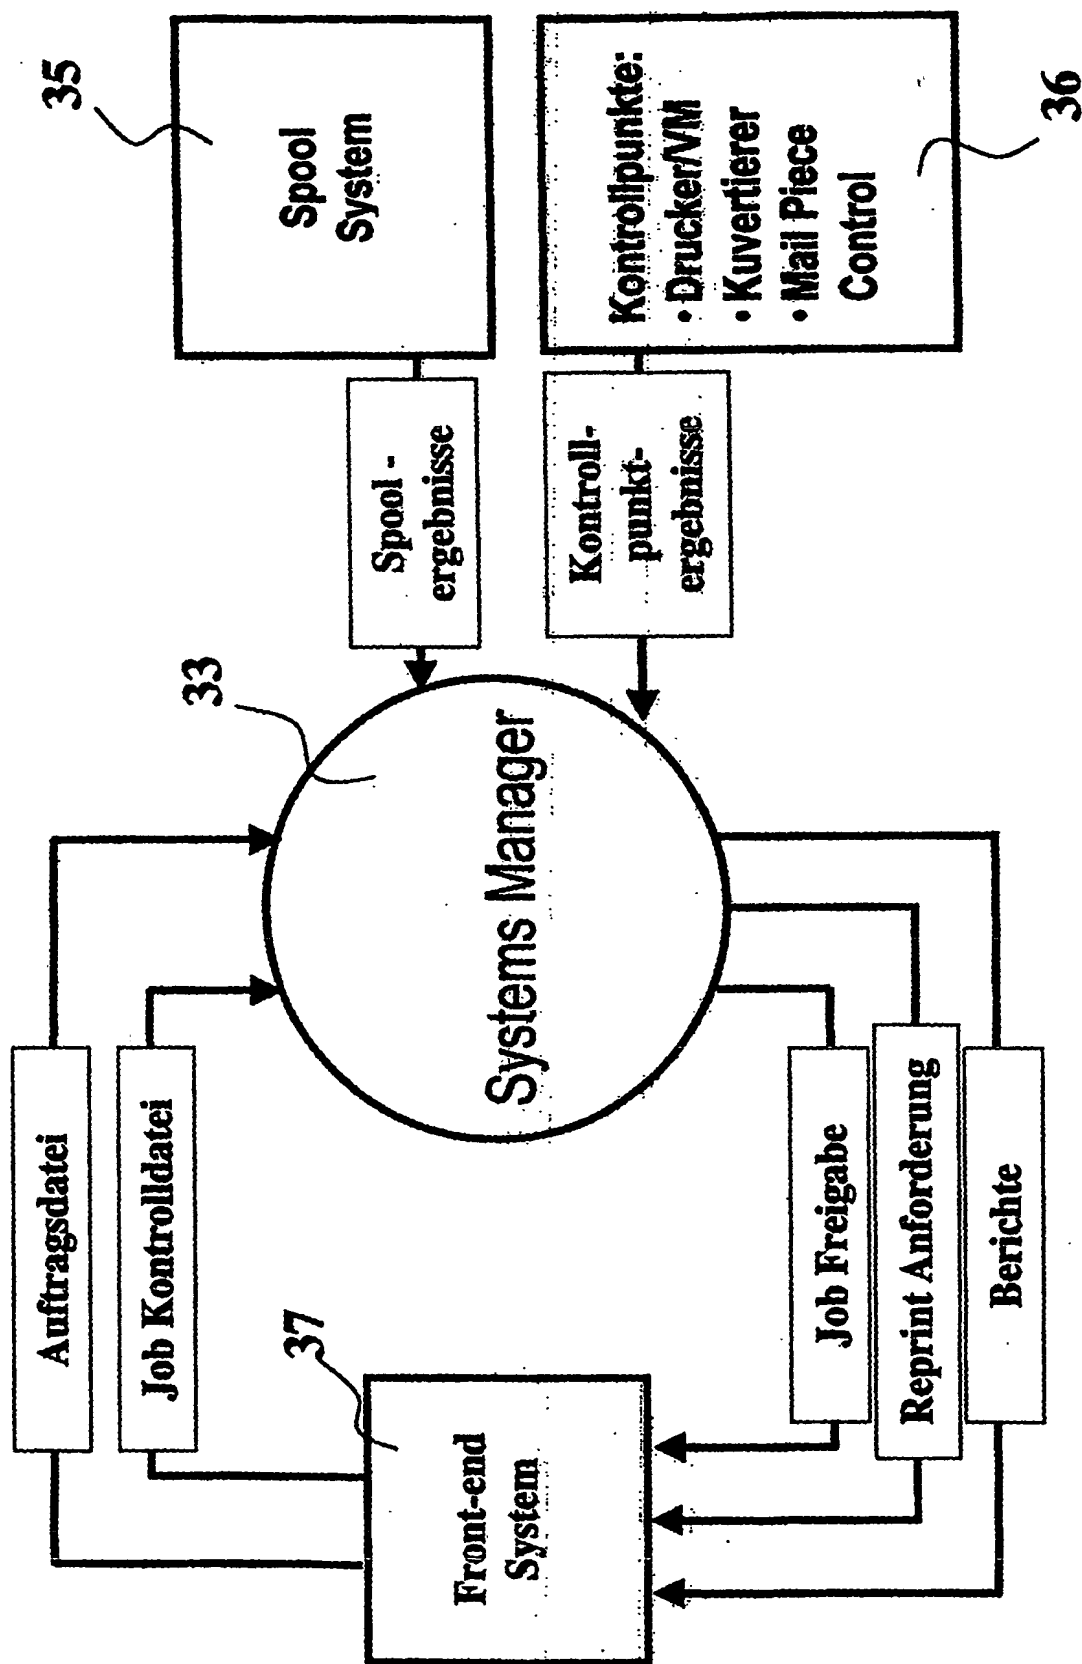 Auftragsdatei
Job Kontrolldatei
37
Front-end
System
33
Systems Manager
Job Freigabe
Reprint Anforderung
Berichte
35
Spool
System
Spool -
ergebnisse
Kontroll-
punkt-
ergebnisse
Kontrollpunkte:
• Drucker/VM
• Kuvertierer
• Mail Piece
Control
36